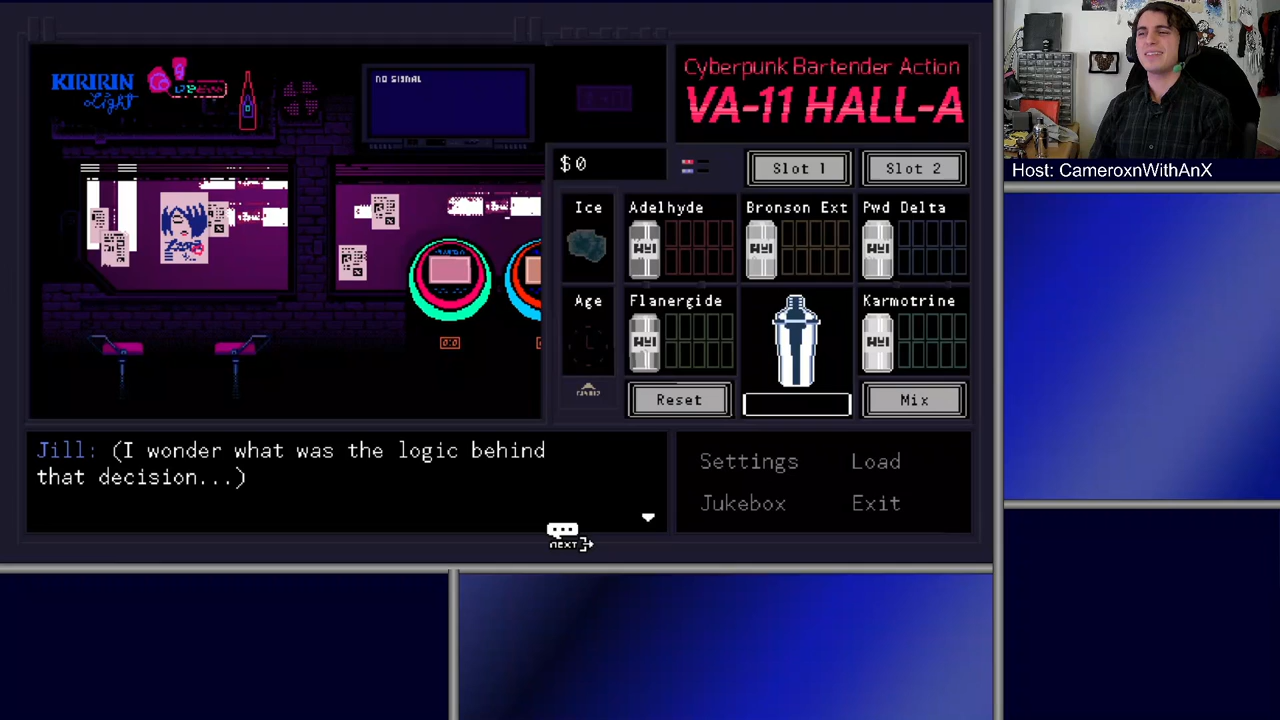 KIRIRIN
Light
NO SIGNAL
Cyberpunk Bartender Action
VA-11 HALL-A
Host: CameroxnWithAnX
$0
Slot 1
Slot 2
Ice
Adelhyde
Bronson Ext
Pwd Delta
Age
Flanergide
Karmotrine
Reset
Mix
Jill: (I wonder what was the logic behind
that decision...)
Settings
Load
Jukebox
Exit
NEXT